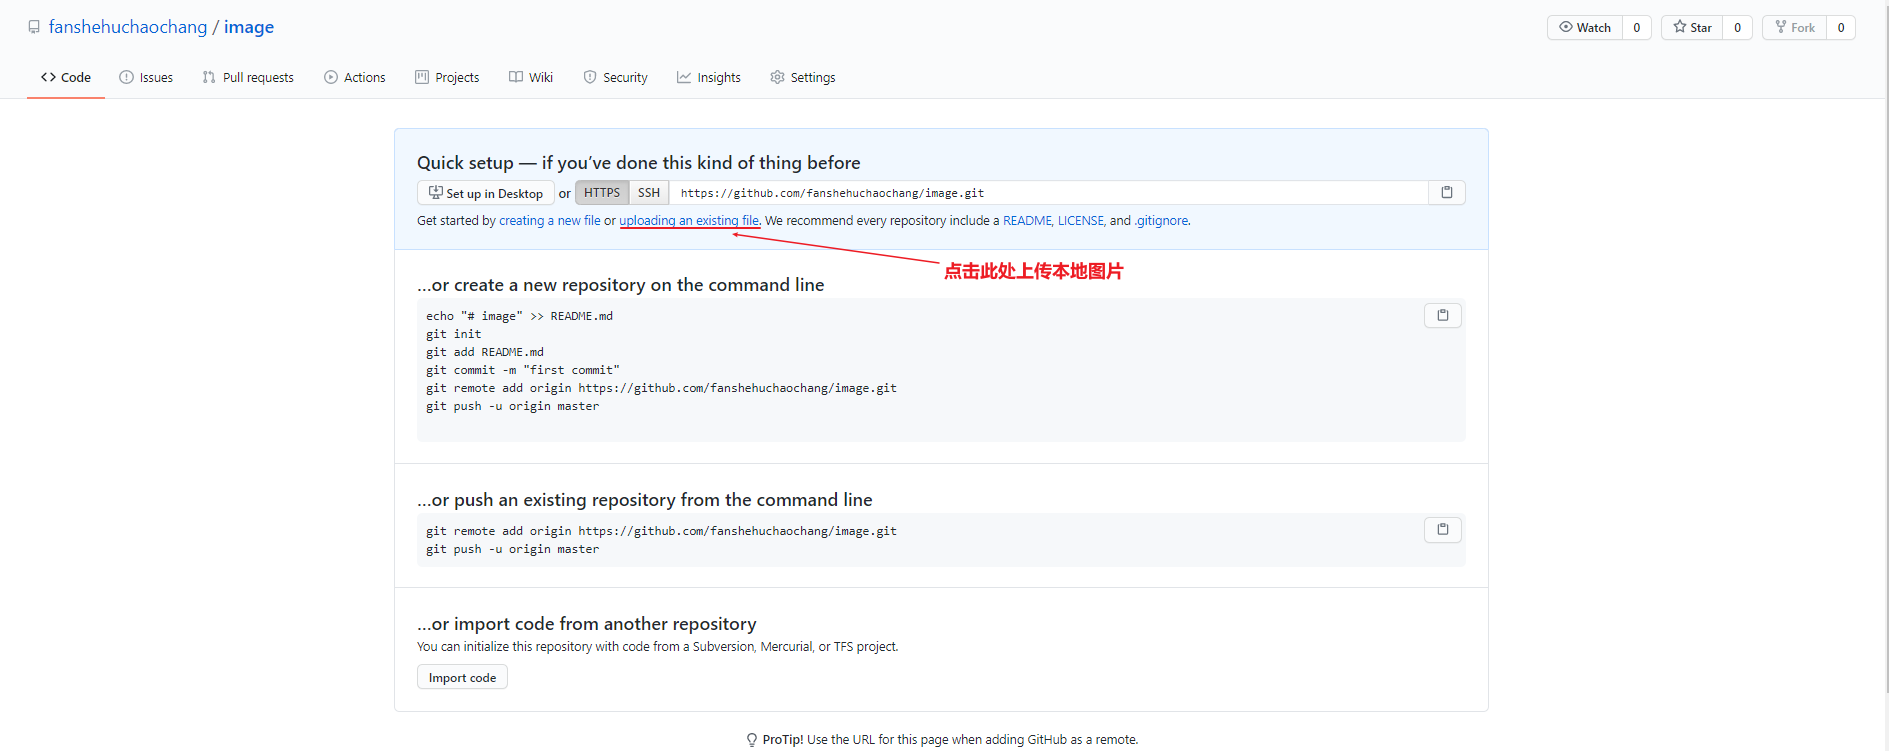 fanshehuchaochang / image
Watch 0 Star 0 Fork 0
Code Issues Pull requests Actions Projects Wiki Security Insights Settings
Quick setup — if you've done this kind of thing before
Set up in Desktop or HTTPS SSH https://github.com/fanshehuchaochang/image.git
Get started by creating a new file or uploading an existing file. We recommend every repository include a README, LICENSE, and .gitignore.
点击此处上传本地图片
...or create a new repository on the command line
echo "# image" >> README.md
git init
git add README.md
git commit -m "first commit"
git remote add origin https://github.com/fanshehuchaochang/image.git
git push -u origin master
...or push an existing repository from the command line
git remote add origin https://github.com/fanshehuchaochang/image.git
git push -u origin master
...or import code from another repository
You can initialize this repository with code from a Subversion, Mercurial, or TFS project.
Import code
ProTip! Use the URL for this page when adding GitHub as a remote.